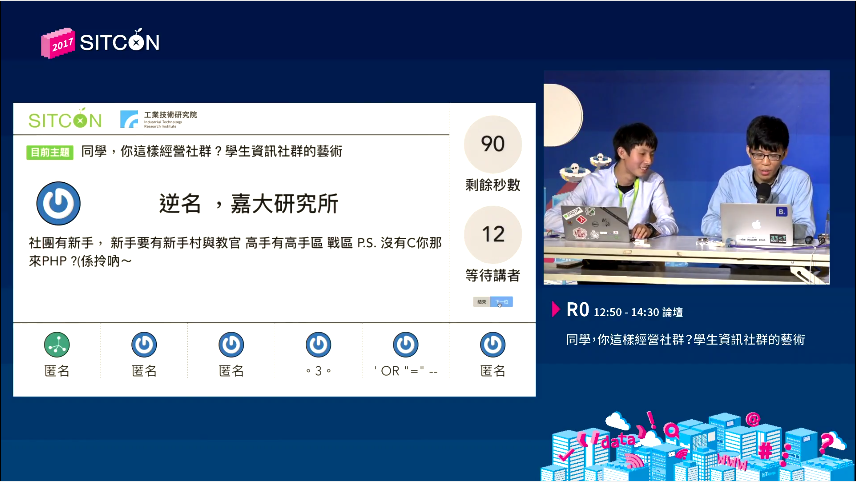 2017 SITCON
SITCON 工業技術研究院
Industrial Technology
Research Institute
目前主題 同學，你這樣經營社群？學生資訊社群的藝術
逆名 ，嘉大研究所
社團有新手， 新手要有新手村與教官 高手有高手區 戰區 P.S. 沒有C你那
來PHP ?(係拎吶～
90
剩餘秒數
12
等待講者
結束
匿名
匿名
匿名
。3。
' OR ''='' --
匿名
B.
R0 12:50 - 14:30 論壇
同學，你這樣經營社群？學生資訊社群的藝術
data
www
@
#
?
!